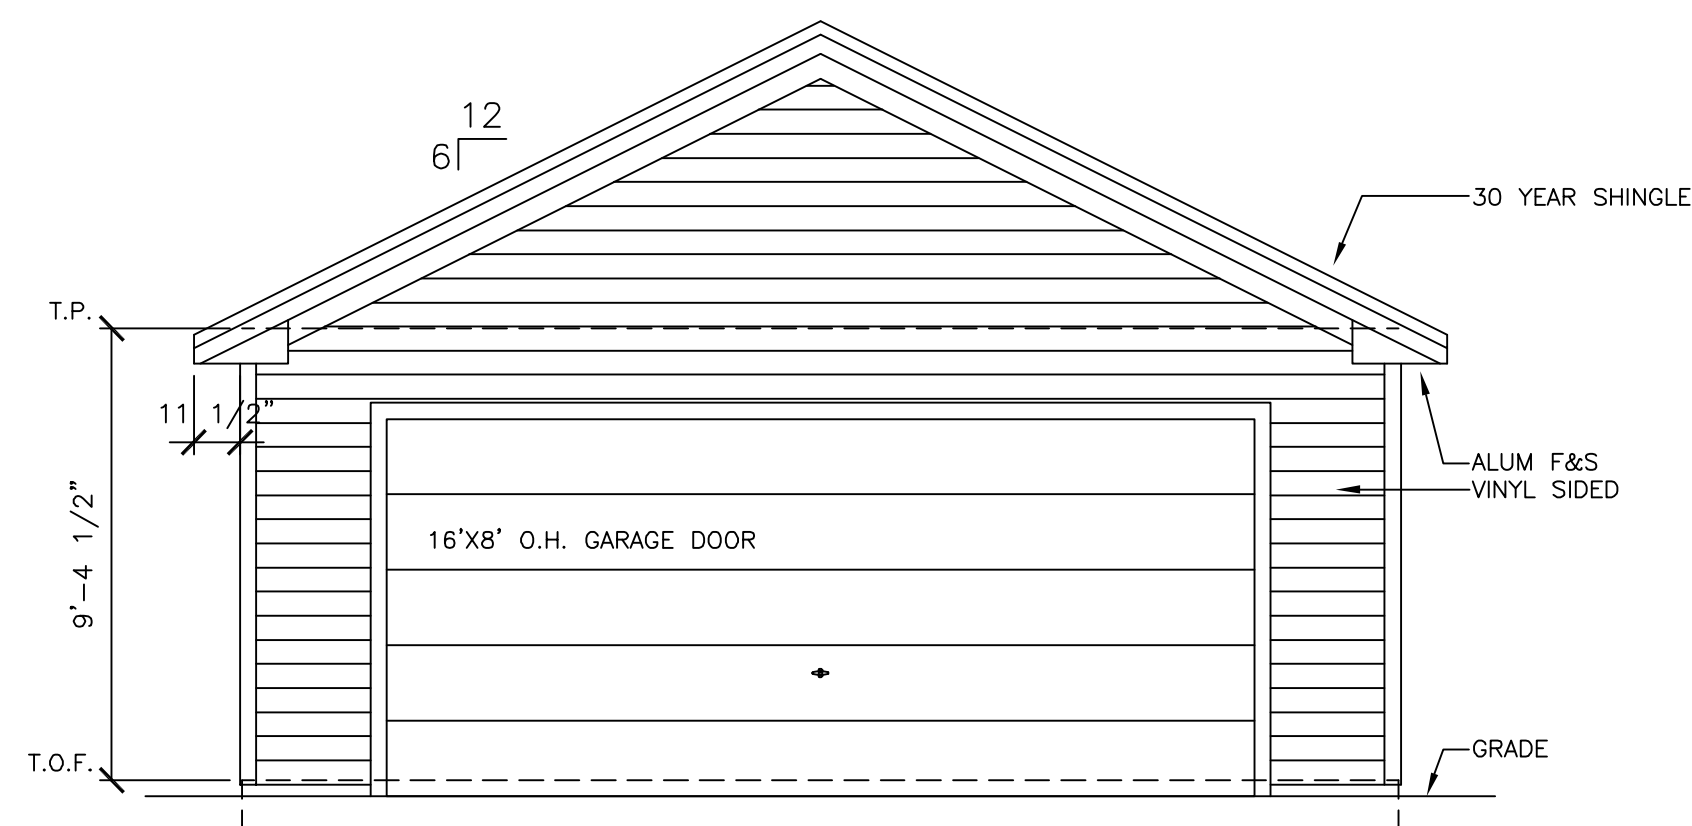 12
6
30 YEAR SHINGLE
T.P.
11 1/2"
ALUM F&S
VINYL SIDED
9'-4 1/2"
16'X8' O.H. GARAGE DOOR
T.O.F.
GRADE